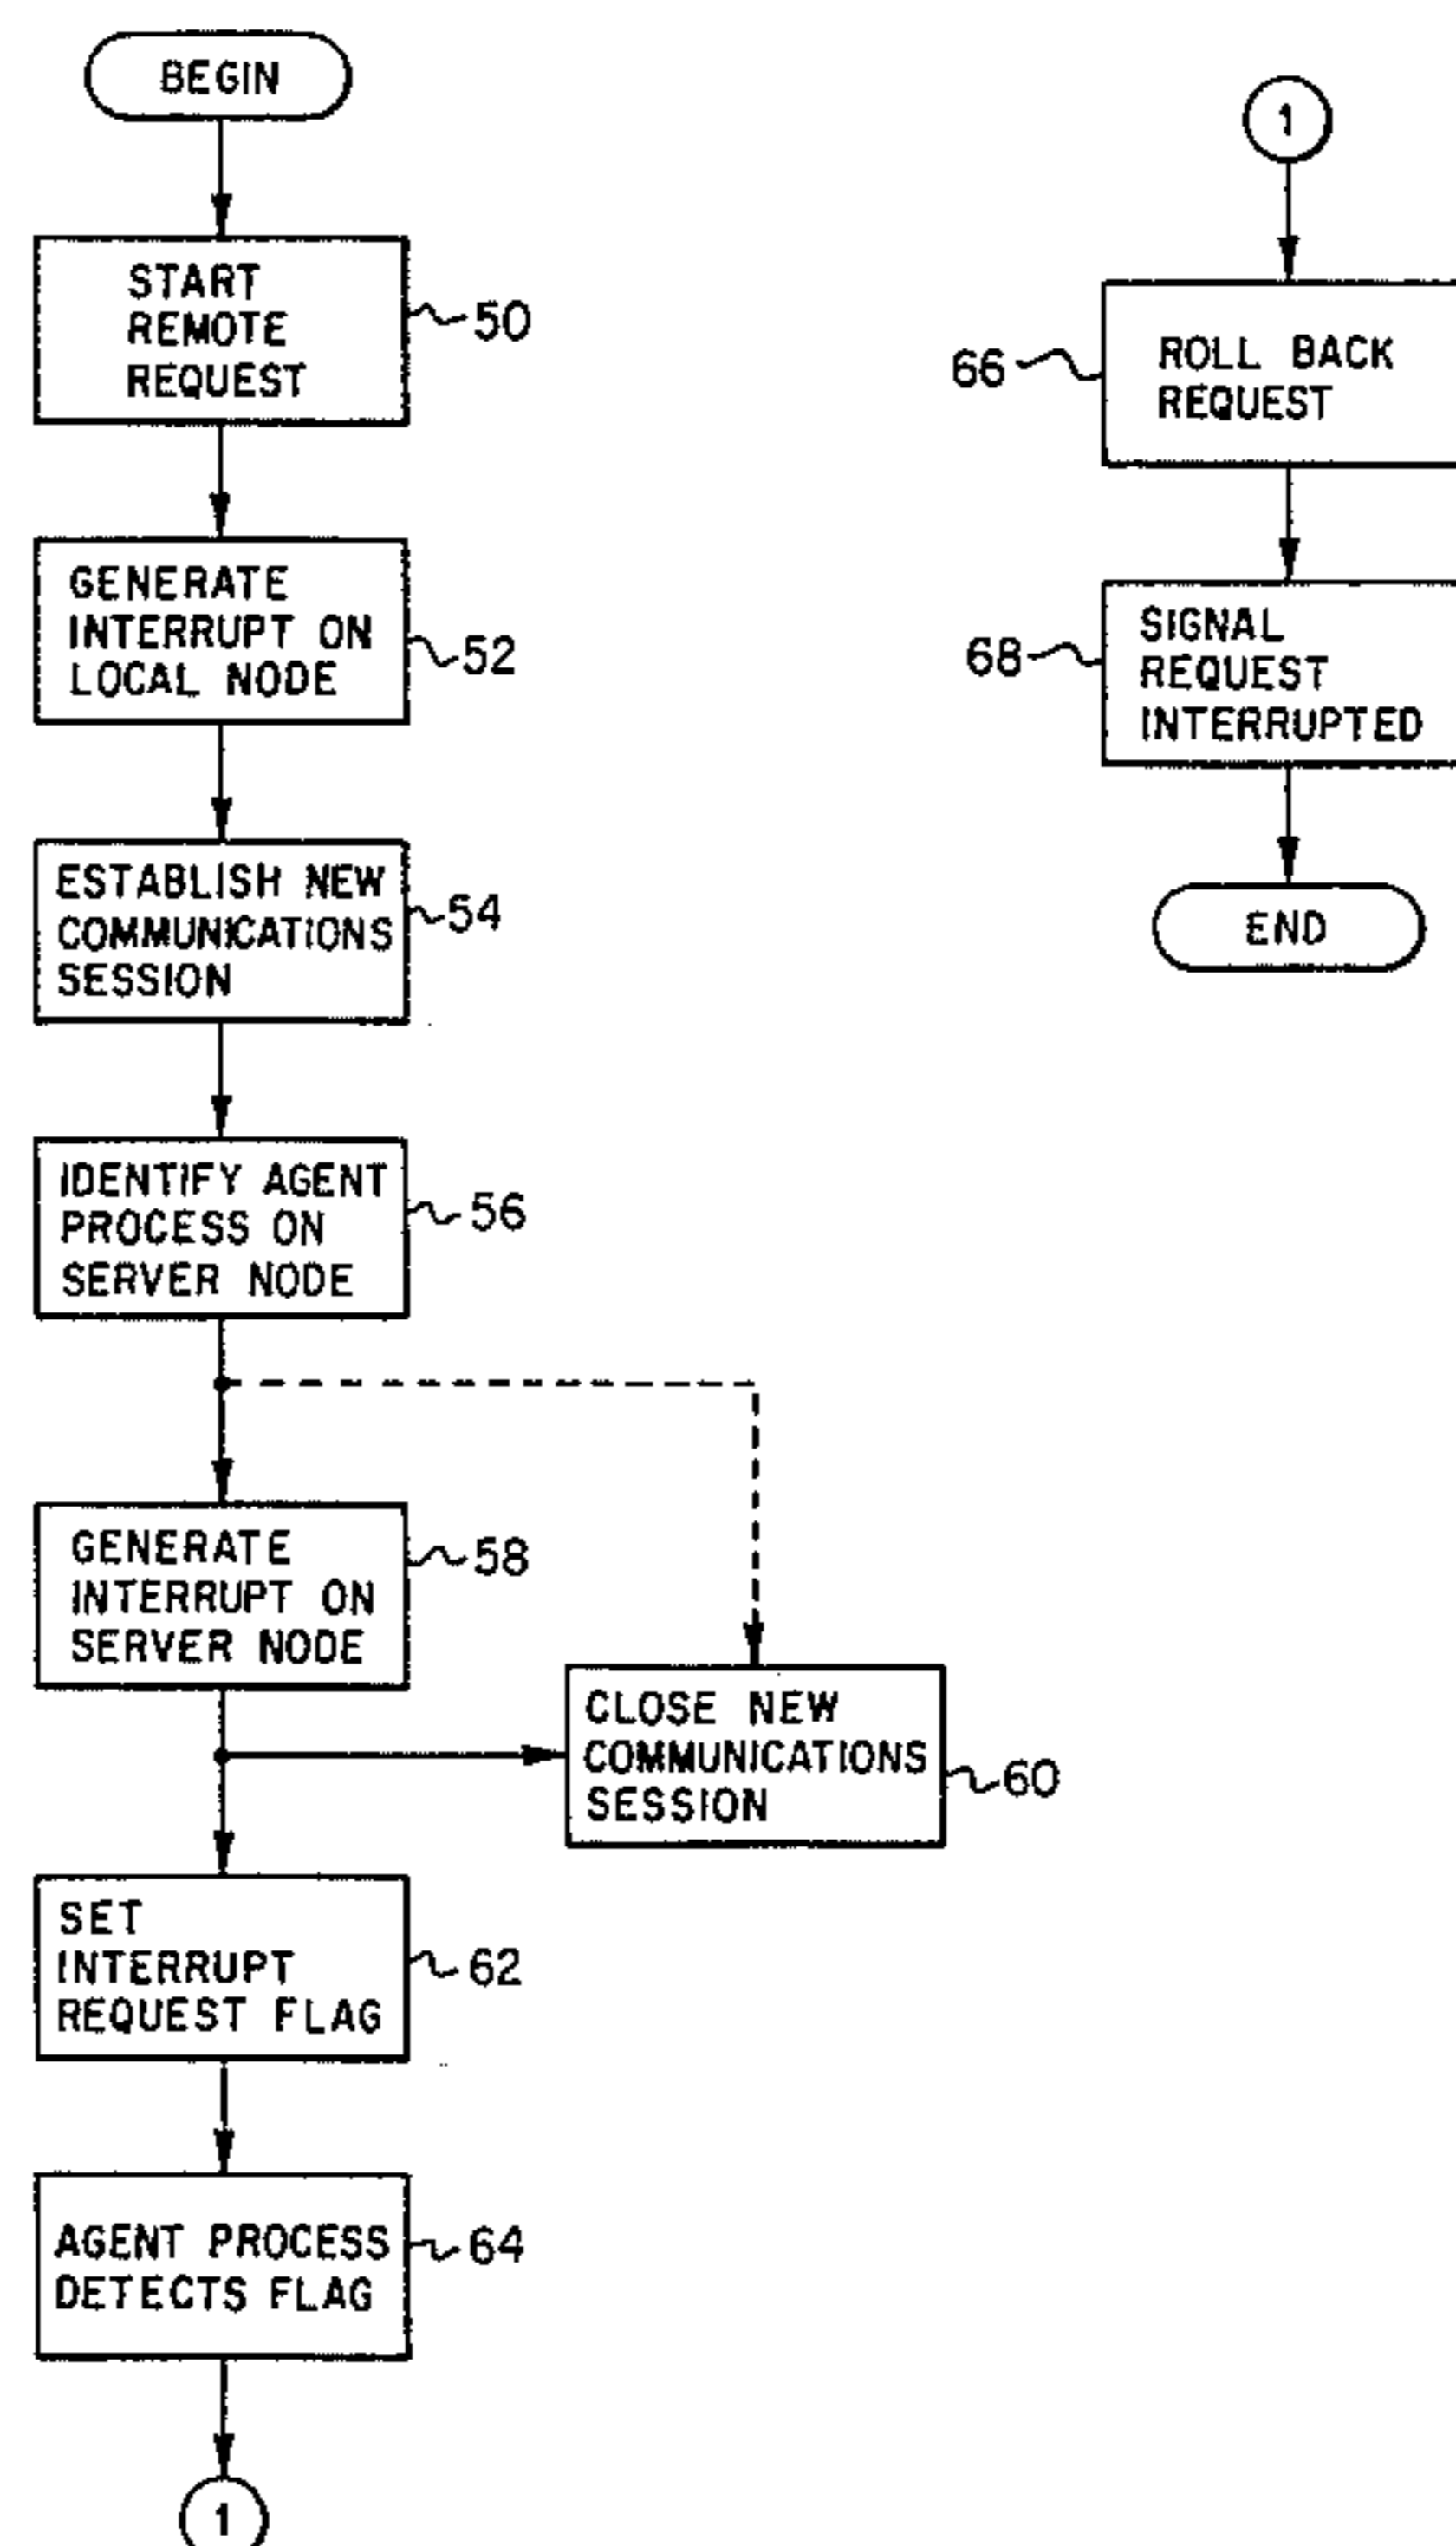 BEGIN
START
REMOTE
REQUEST
50
GENERATE
INTERRUPT ON
LOCAL NODE
52
ESTABLISH NEW
COMMUNICATIONS
SESSION
54
IDENTIFY AGENT
PROCESS ON
SERVER NODE
56
GENERATE
INTERRUPT ON
SERVER NODE
58
CLOSE NEW
COMMUNICATIONS
SESSION
60
SET
INTERRUPT
REQUEST FLAG
62
AGENT PROCESS
DETECTS FLAG
64
1
1
66
ROLL BACK
REQUEST
68
SIGNAL
REQUEST
INTERRUPTED
END